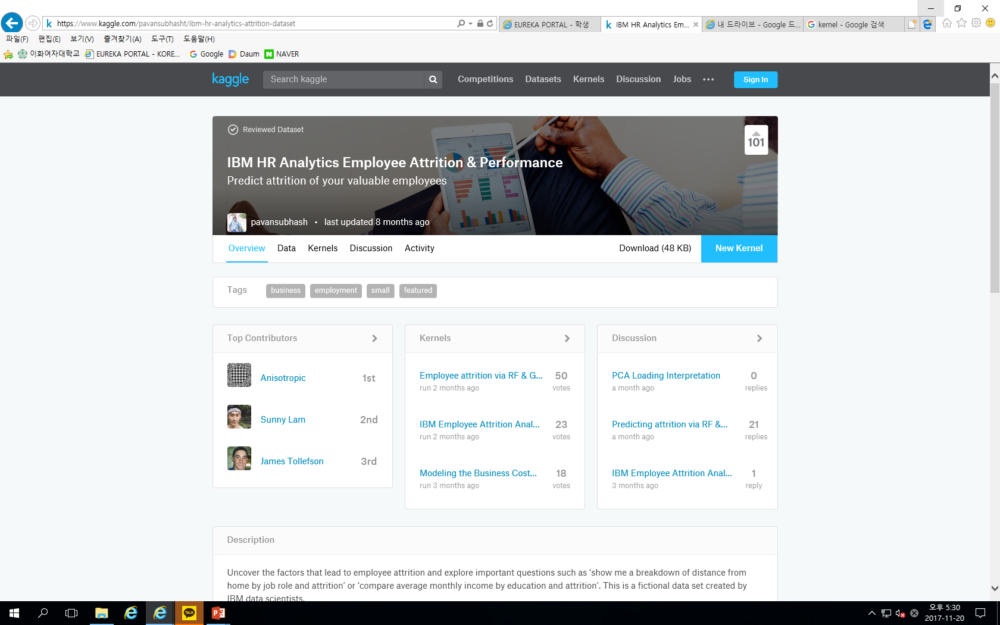 https://www.kaggle.com/pavansubhasht/ibm-hr-analytics-attrition-dataset
EUREKA PORTAL - 학생
IBM HR Analytics Em...
내 드라이브 - Google 드...
kernel - Google 검색
파일(F) 편집(E) 보기(V) 즐겨찾기(A) 도구(T) 도움말(H)
이화여자대학교 EUREKA PORTAL - KORE... Google Daum NAVER
kaggle Search kaggle Competitions Datasets Kernels Discussion Jobs ••• Sign In
Reviewed Dataset
101
IBM HR Analytics Employee Attrition & Performance
Predict attrition of your valuable employees
pavansubhash • last updated 8 months ago
Overview Data Kernels Discussion Activity Download (48 KB) New Kernel
Tags business employment small featured
Top Contributors
Anisotropic 1st
Sunny Lam 2nd
James Tollefson 3rd
Kernels
Employee attrition via RF & G... 50
run 2 months ago votes
IBM Employee Attrition Anal... 23
run 2 months ago votes
Modeling the Business Cost... 18
run 3 months ago votes
Discussion
PCA Loading Interpretation 0
a month ago replies
Predicting attrition via RF &... 21
a month ago replies
IBM Employee Attrition Anal... 1
3 months ago reply
Description
Uncover the factors that lead to employee attrition and explore important questions such as ‘show me a breakdown of distance from
home by job role and attrition’ or ‘compare average monthly income by education and attrition’. This is a fictional data set created by
IBM data scientists.
TALK
오후 5:30
2017-11-20